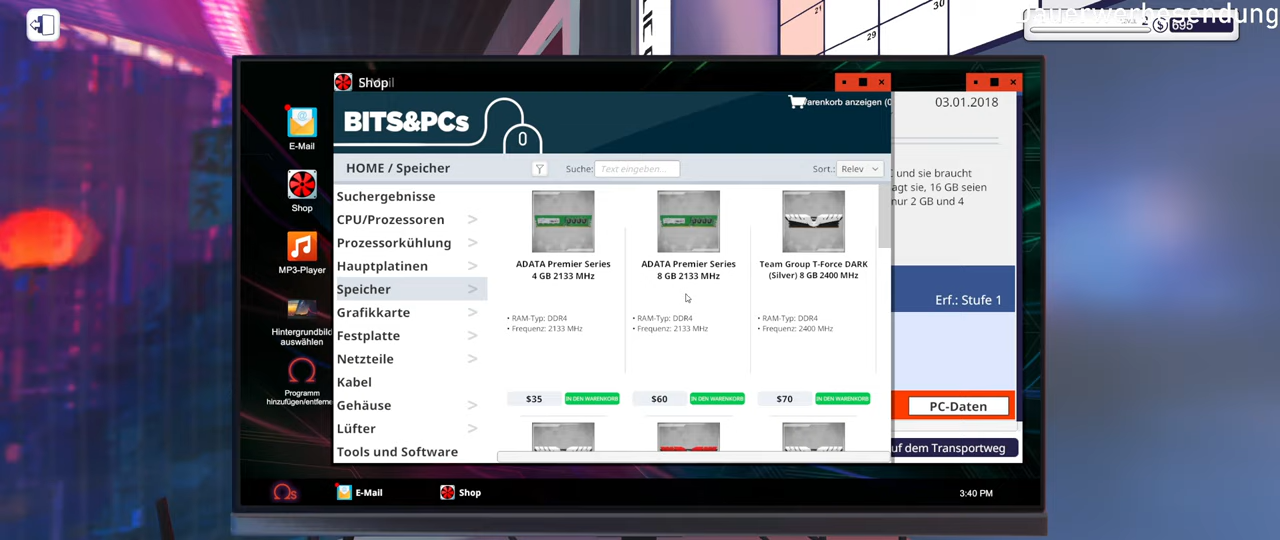 bauerwerbesendung
21
29
30
2
$ 695
Shop
BITS&PCs
0
03.01.2018
HOME / Speicher
Suche: Text eingeben...
Sort.: Relev
E-Mail
Shop
MP3-Player
Hintergrundbild
auswählen
Programm
Suchergebnisse
CPU/Prozessoren >
Prozessorkühlung >
Hauptplatinen >
Speicher >
Grafikkarte >
Festplatte >
Netzteile >
Kabel
Gehäuse >
Lüfter >
Tools und Software
ADATA Premier Series
4 GB 2133 MHz
• RAM-Typ: DDR4
• Frequenz: 2133 MHz
$35 IN DEN WARENKORB
ADATA Premier Series
8 GB 2133 MHz
• RAM-Typ: DDR4
• Frequenz: 2133 MHz
$60 IN DEN WARENKORB
Team Group T-Force DARK
(Silver) 8 GB 2400 MHz
• RAM-Typ: DDR4
• Frequenz: 2400 MHz
$70 IN DEN WARENKORB
und sie braucht
agt sie, 16 GB seien
nur 2 GB und 4
Erf.: Stufe 1
PC-Daten
uf dem Transportweg
E-Mail
Shop
3:40 PM